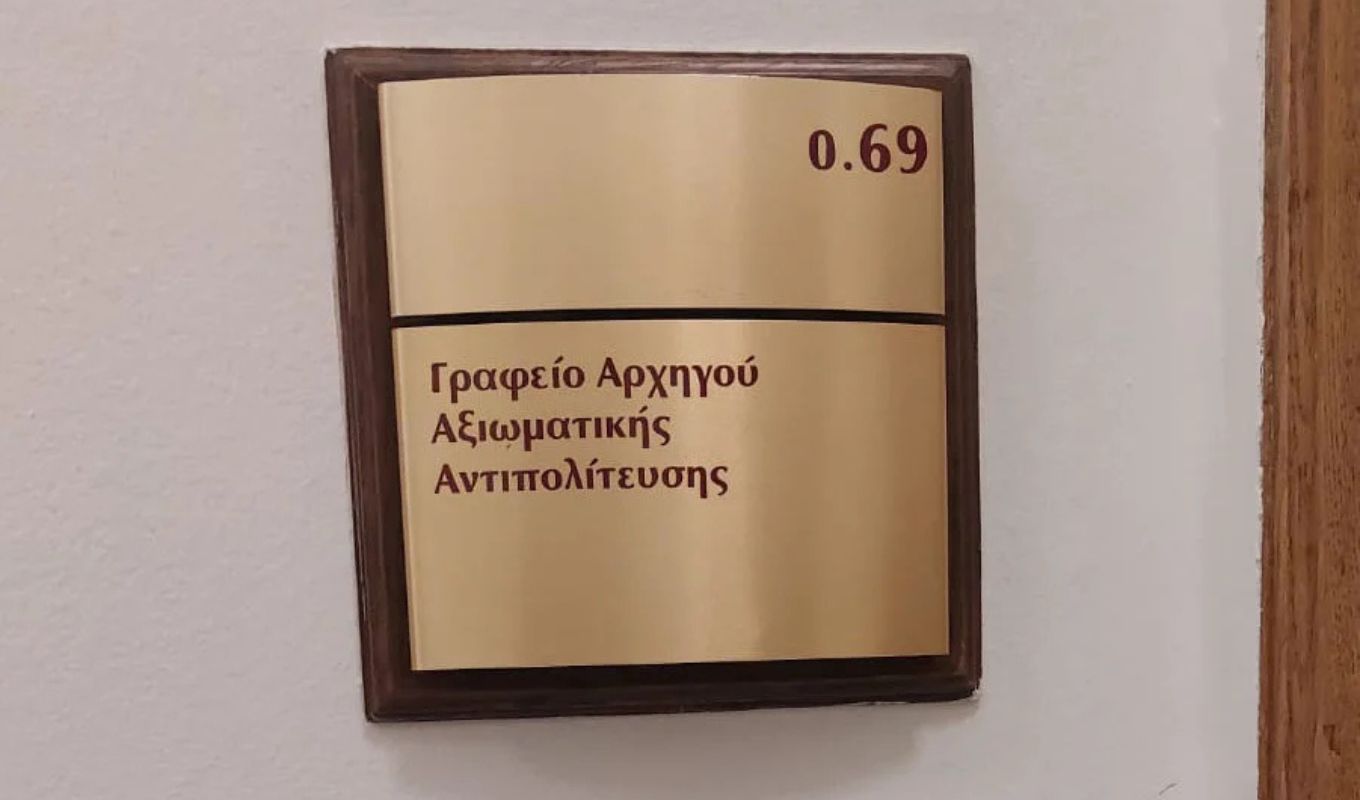 0.69
Γραφείο Αρχηγού
Αξιωματικής
Αντιπολίτευσης